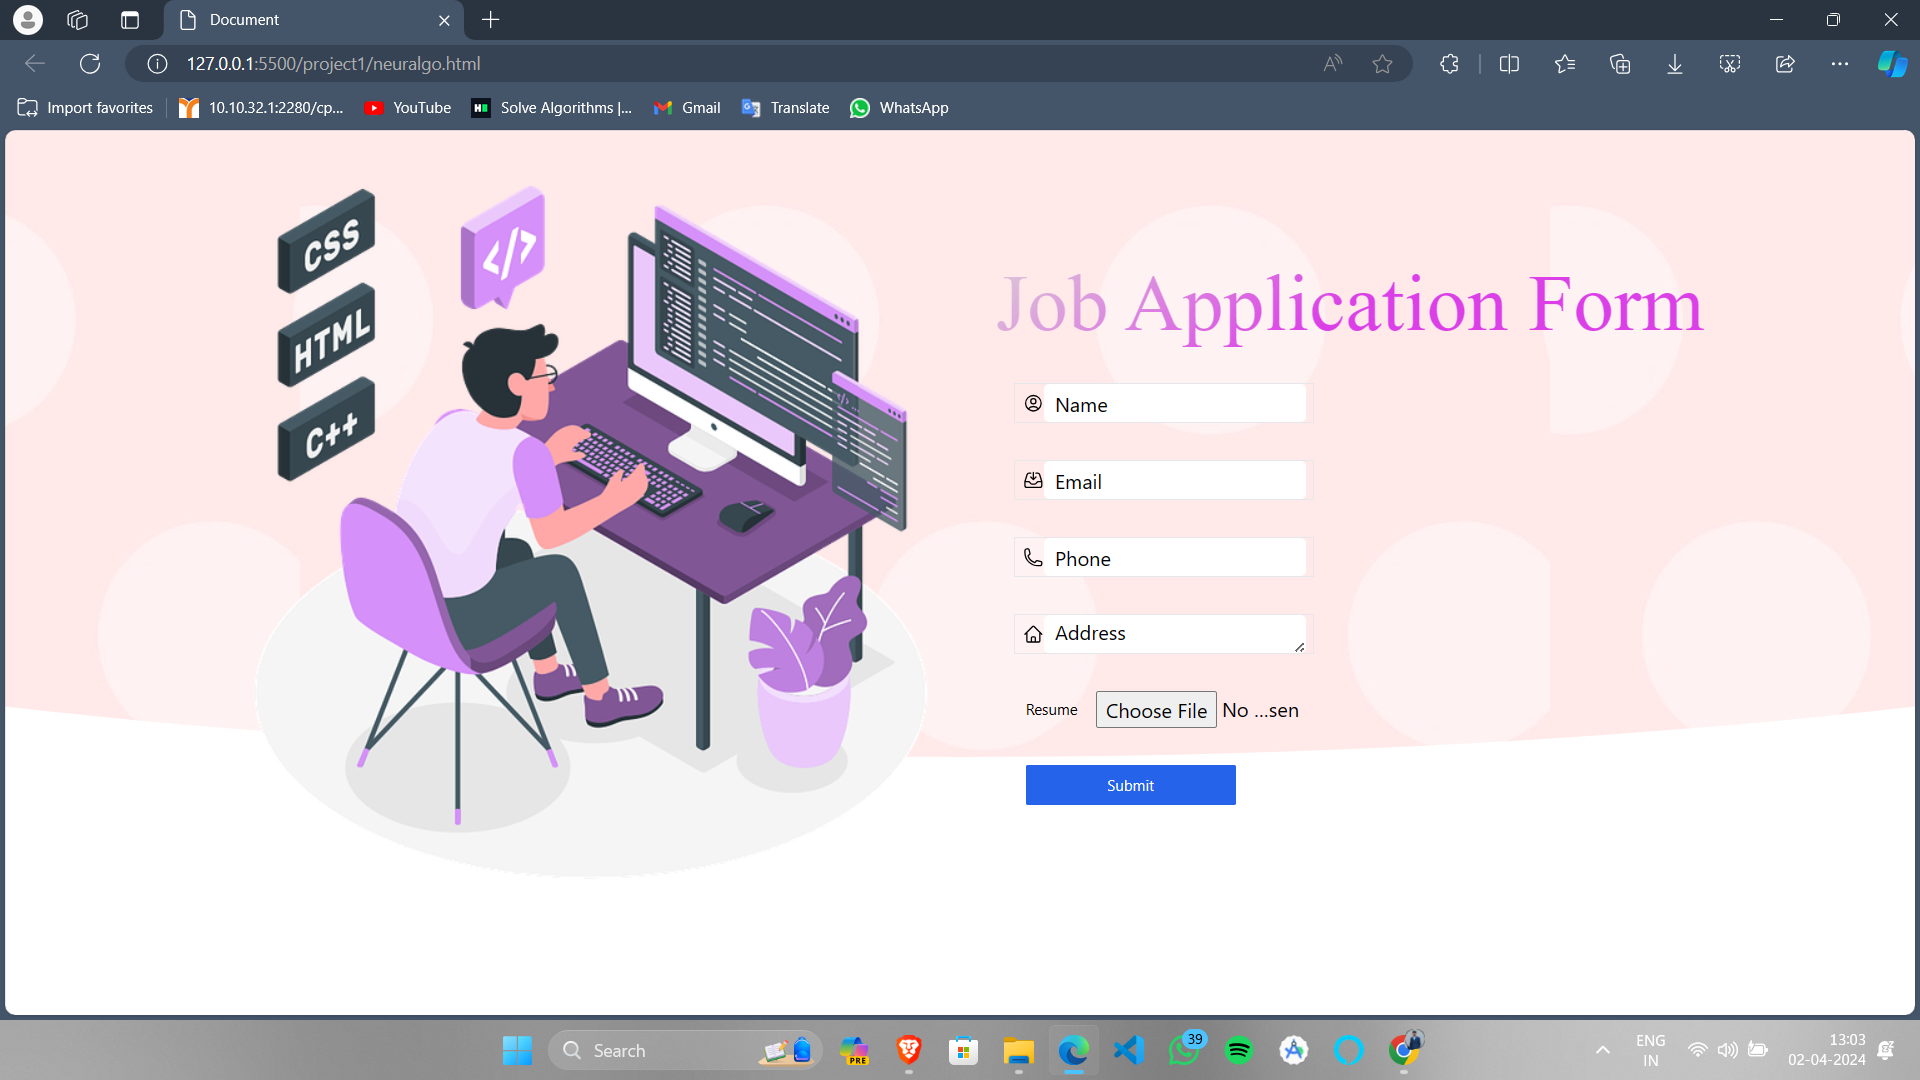 Document
127.0.0.1:5500/project1/neuralgo.html
Import favorites
10.10.32.1:2280/cp...
YouTube
Solve Algorithms |...
Gmail
Translate
WhatsApp
CSS
HTML
C++
</>
</>
Job Application Form
Name
Email
Phone
Address
Resume Choose File No ...sen
Submit
Search
PRE
39
ENG
IN
13:03
02-04-2024